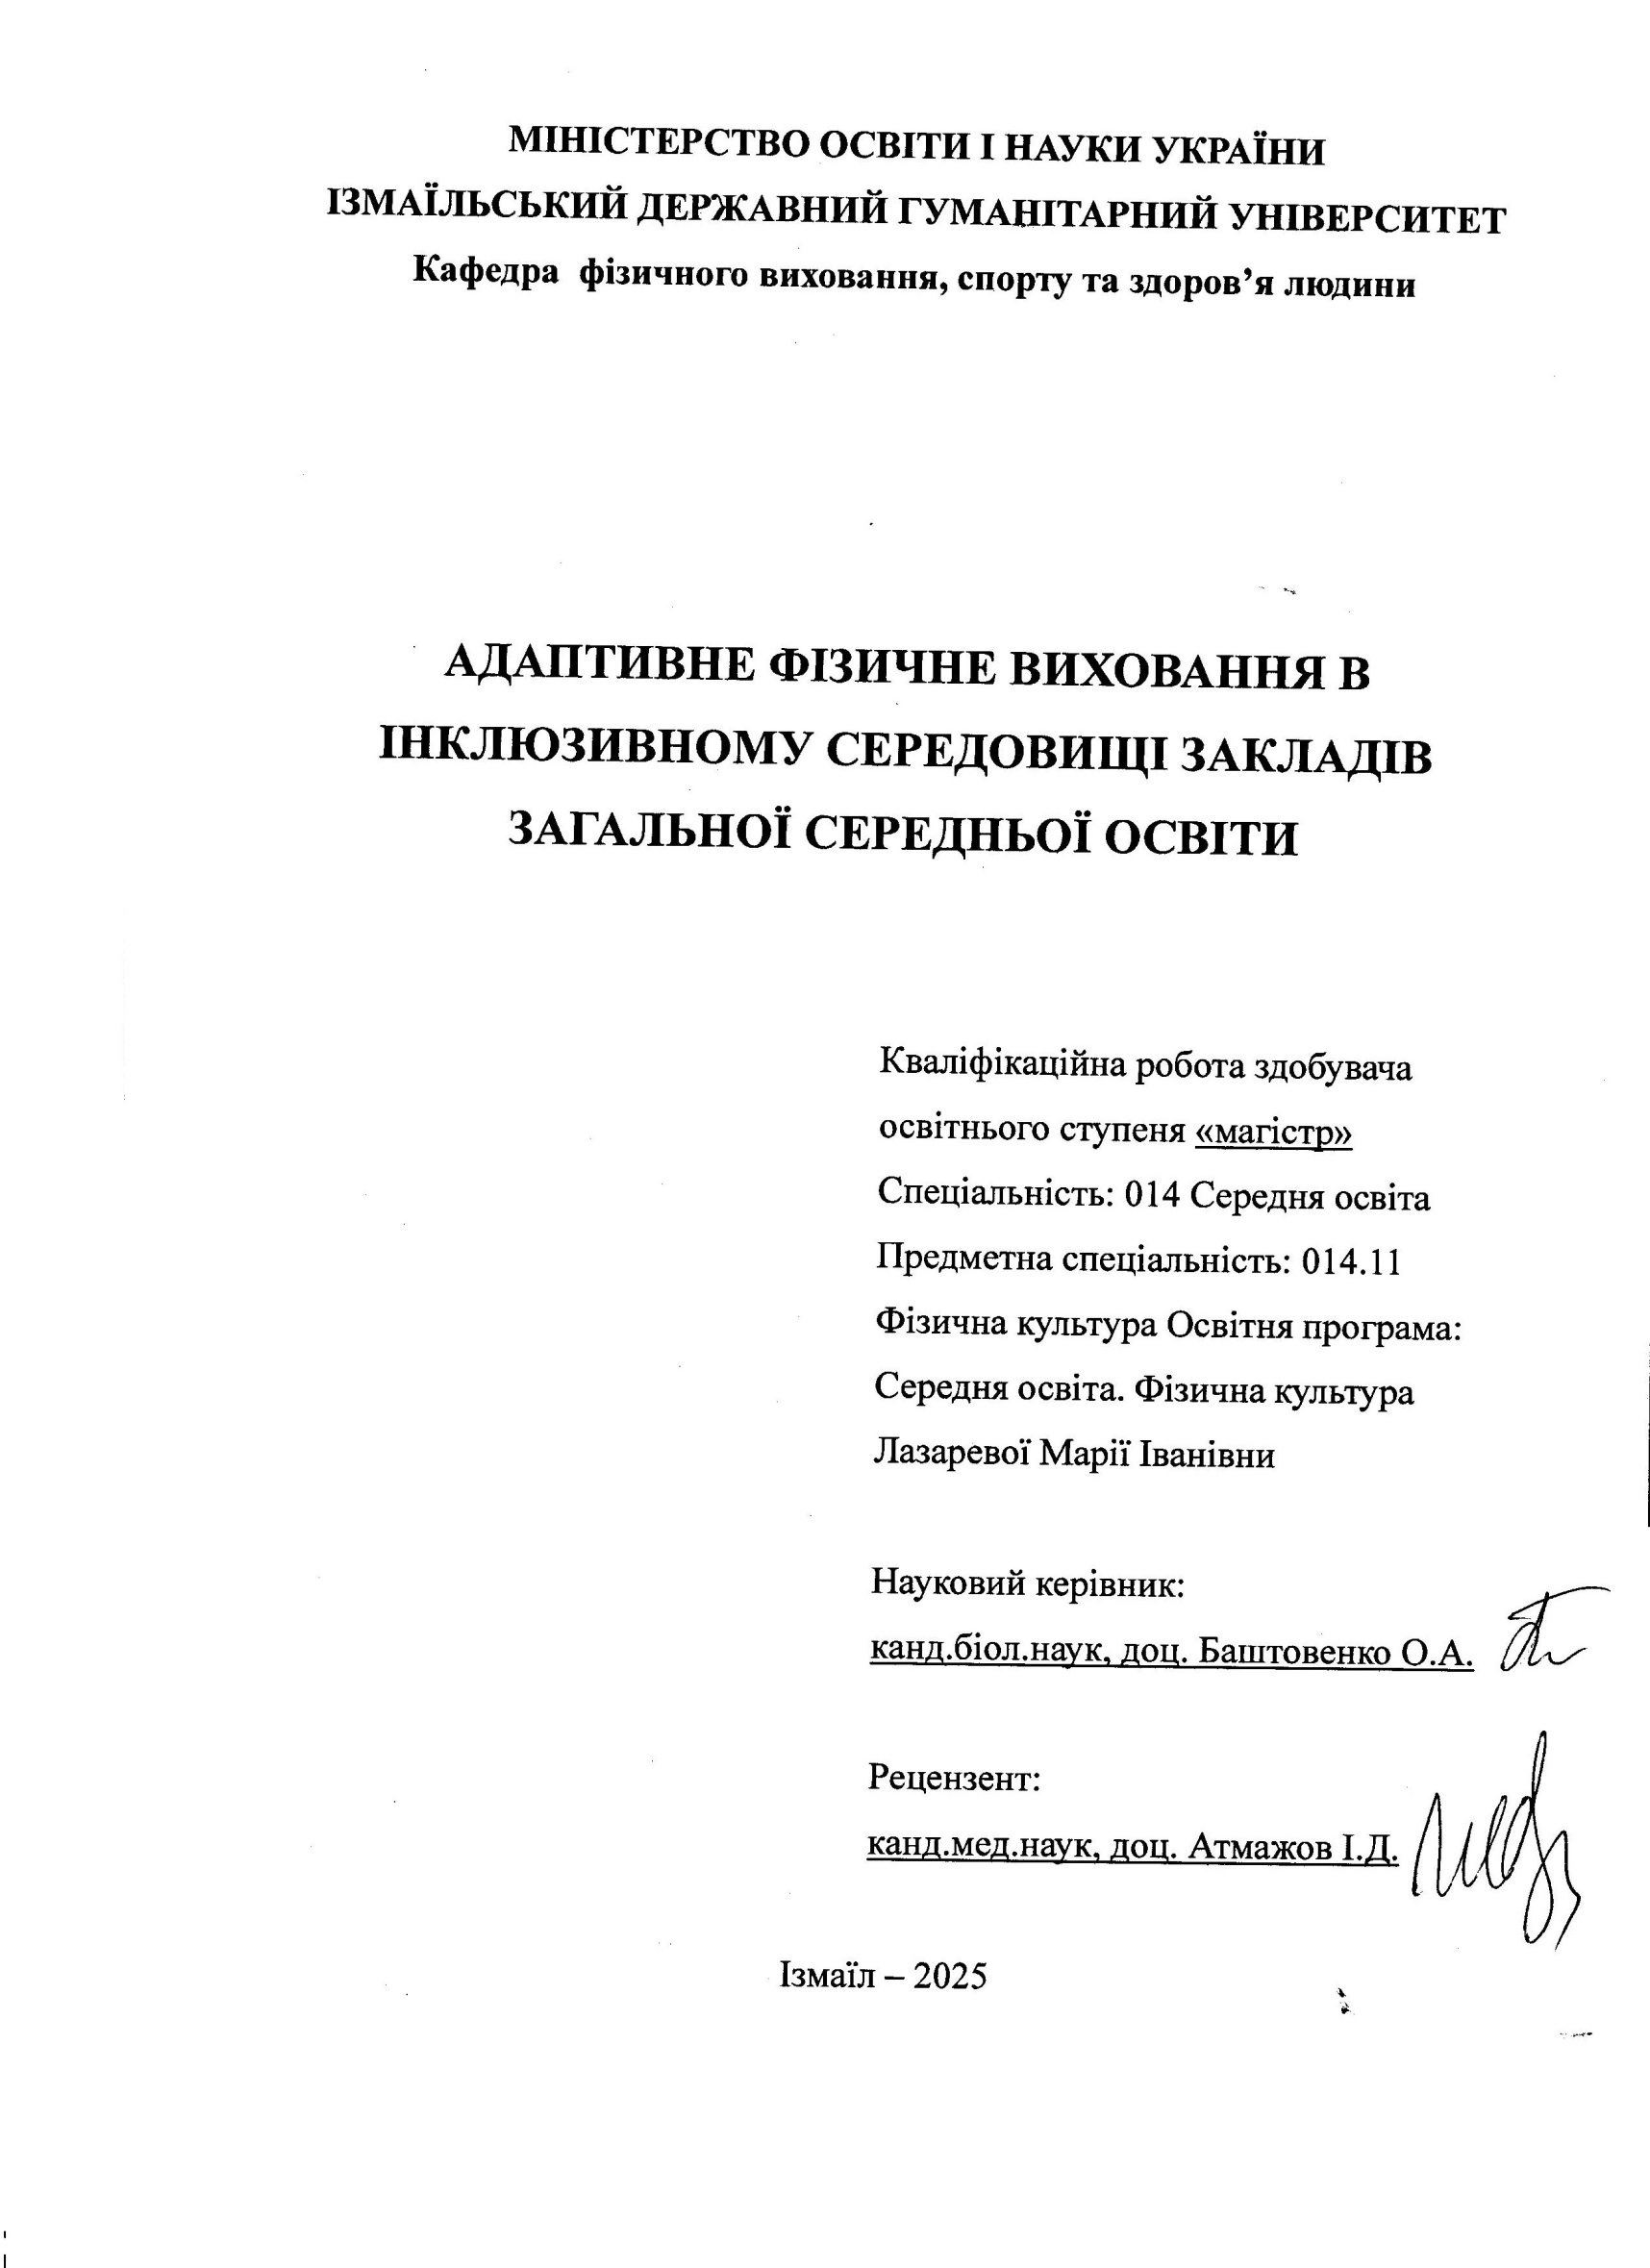 МІНІСТЕРСТВО ОСВІТИ І НАУКИ УКРАЇНИ
ІЗМАЇЛЬСЬКИЙ ДЕРЖАВНИЙ ГУМАНІТАРНИЙ УНІВЕРСИТЕТ
Кафедра фізичного виховання, спорту та здоров’я людини
АДАПТИВНЕ ФІЗИЧНЕ ВИХОВАННЯ В
ІНКЛЮЗИВНОМУ СЕРЕДОВИЩІ ЗАКЛАДІВ
ЗАГАЛЬНОЇ СЕРЕДНЬОЇ ОСВІТИ
Кваліфікаційна робота здобувача
освітнього ступеня «магістр»
Спеціальність: 014 Середня освіта
Предметна спеціальність: 014.11
Фізична культура Освітня програма:
Середня освіта. Фізична культура
Лазаревої Марії Іванівни
Науковий керівник:
канд.біол.наук, доц. Баштовенко О.А.
Рецензент:
канд.мед.наук, доц. Атмажов І.Д.
Ізмаїл – 2025